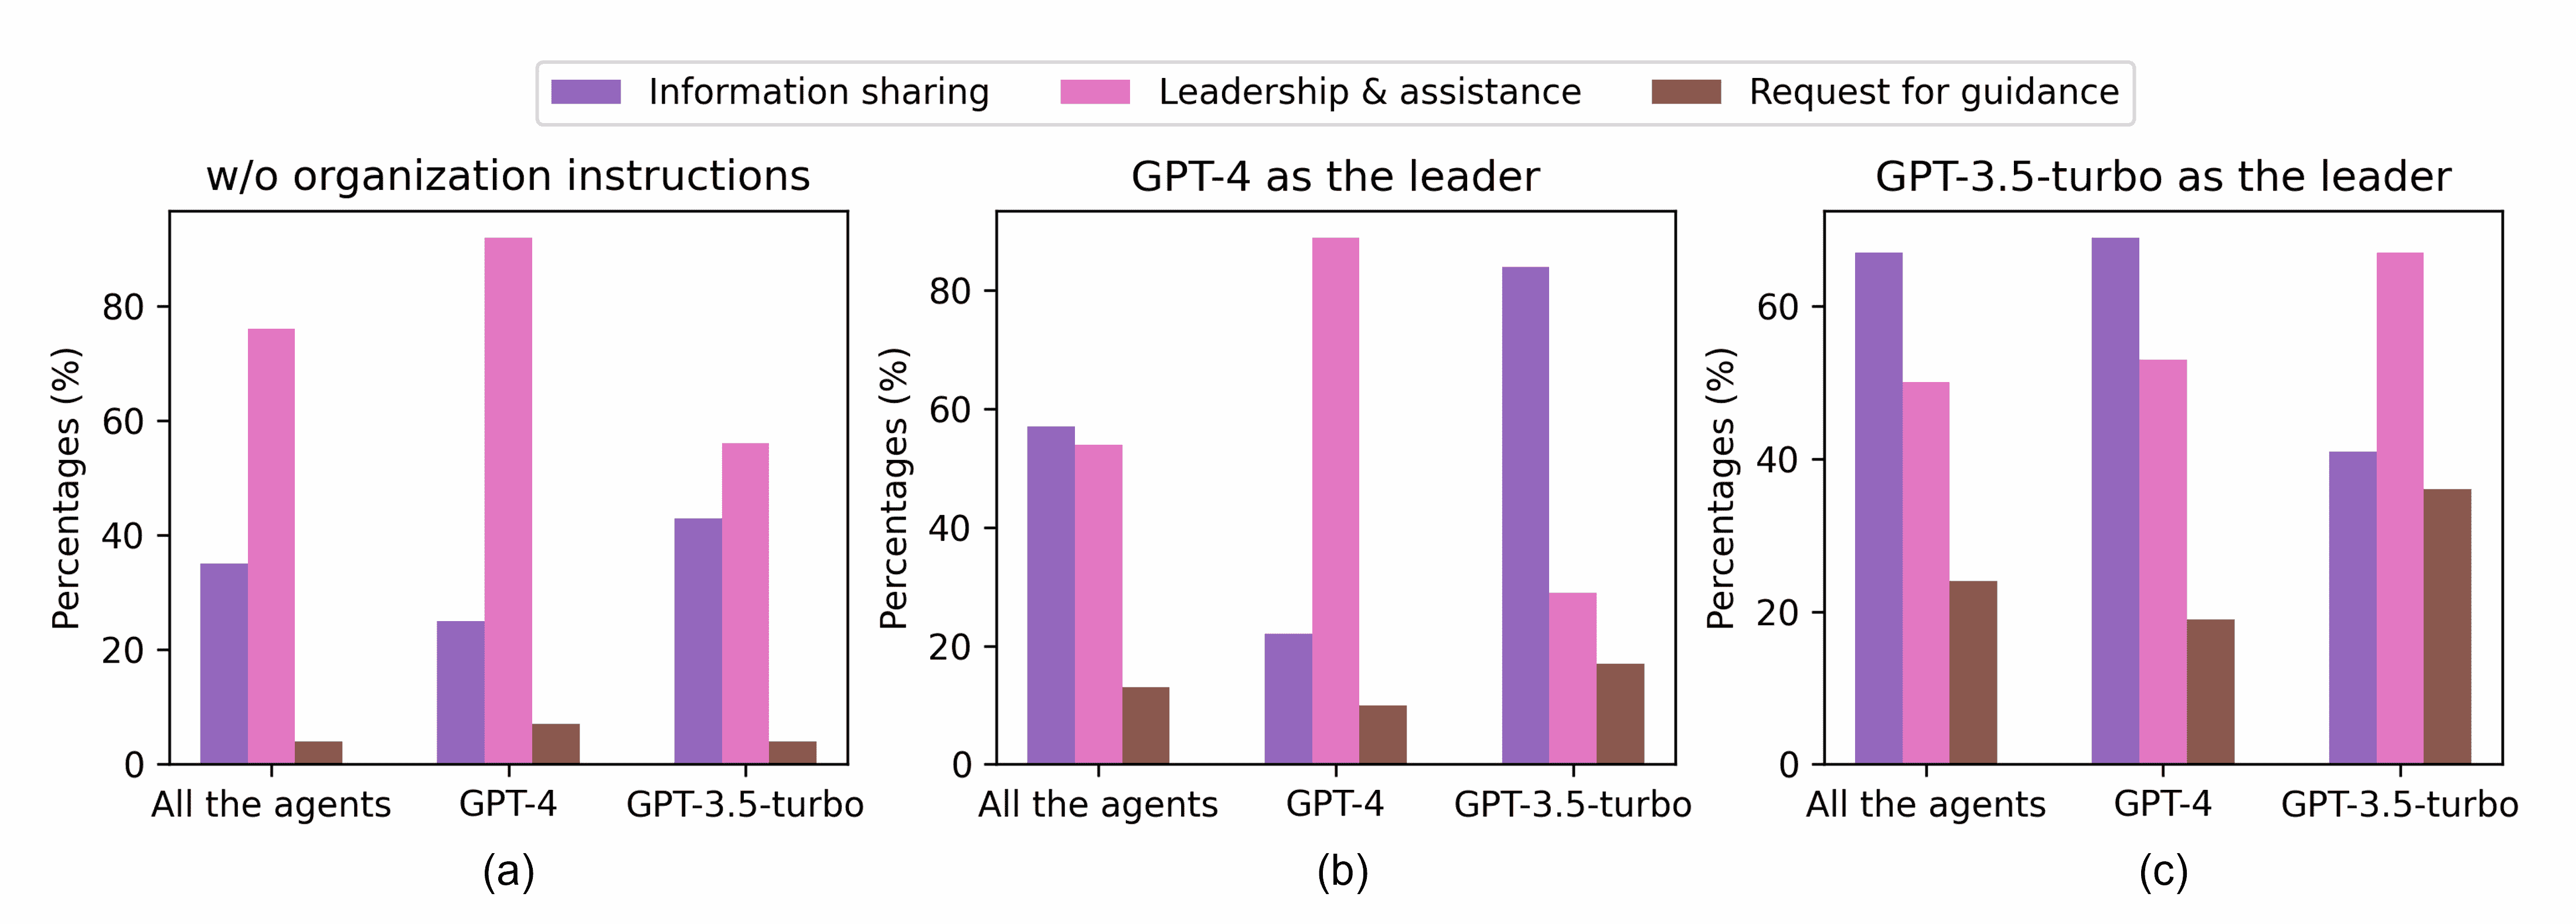 Information sharing
Leadership & assistance
Request for guidance
w/o organization instructions
Percentages (%)
80
60
40
20
0
All the agents
GPT-4
GPT-3.5-turbo
(a)
GPT-4 as the leader
Percentages (%)
80
60
40
20
0
All the agents
GPT-4
GPT-3.5-turbo
(b)
GPT-3.5-turbo as the leader
Percentages (%)
60
40
20
0
All the agents
GPT-4
GPT-3.5-turbo
(c)